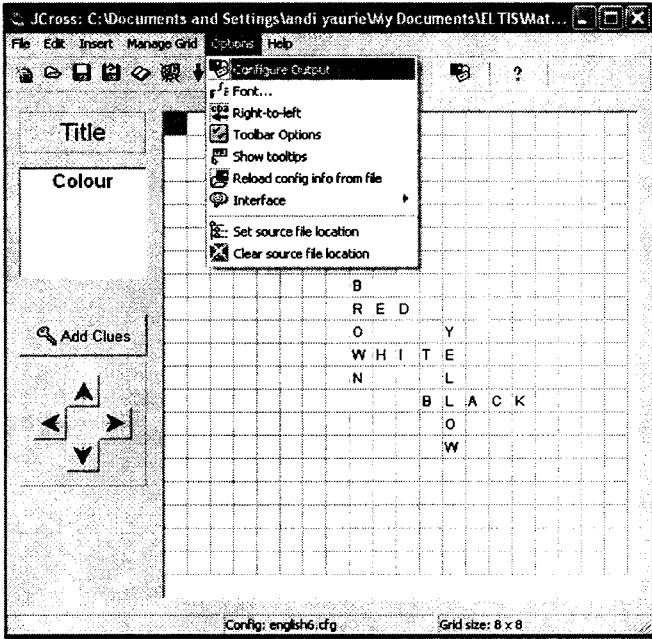 JCross: C:\Documents and Settings\andi yaurie\My Documents\ELTIS\Mat...
File Edit Insert Manage Grid Options Help
Configure Output
Font...
Right-to-left
Toolbar Options
Show tooltips
Reload config info from file
Interface
Set source file location
Clear source file location
Title
Colour
Add Clues
B
R E D
O Y
W H I T E
N L
B L A C K
O
W
Config: english6.cfg Grid size: 8 x 8